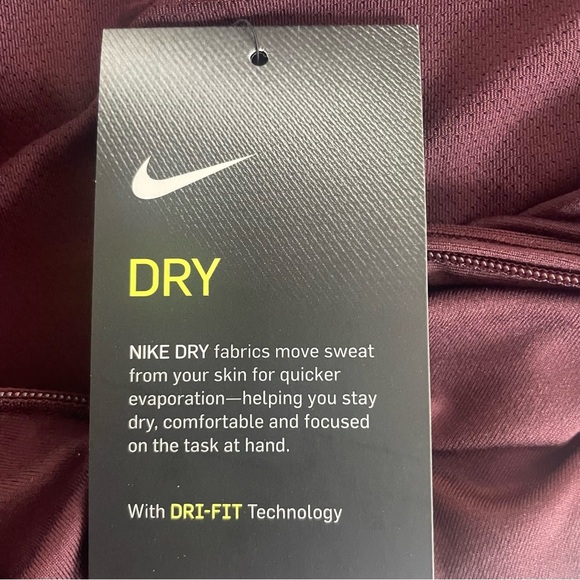 DRY
NIKE DRY fabrics move sweat
from your skin for quicker
evaporation—helping you stay
dry, comfortable and focused
on the task at hand.
With DRI-FIT Technology